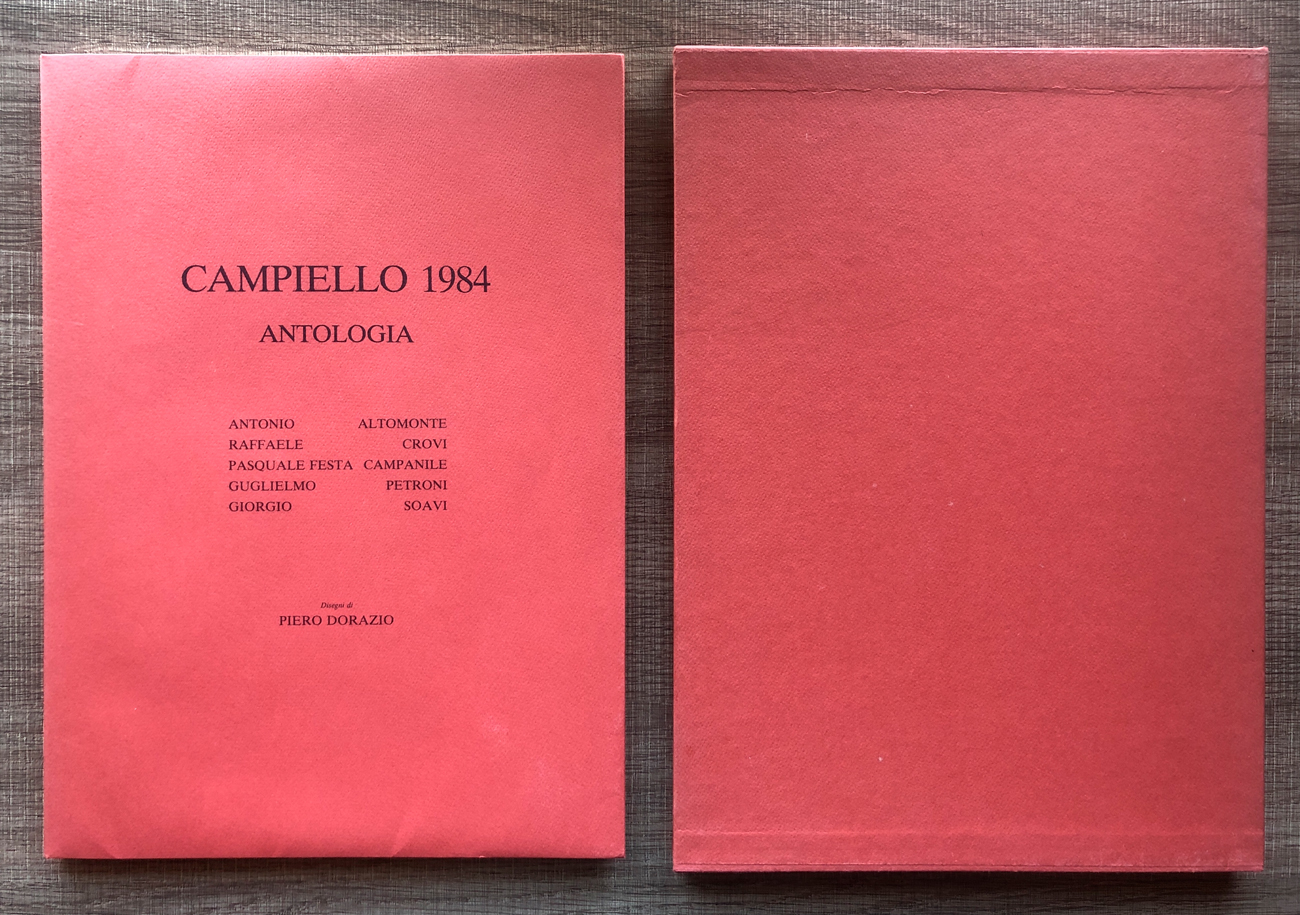 CAMPIELLO 1984
ANTOLOGIA
ANTONIO ALTOMONTE
RAFFAELE CROVI
PASQUALE FESTA CAMPANILE
GUGLIELMO PETRONI
GIORGIO SOAVI
Disegni di
PIERO DORAZIO